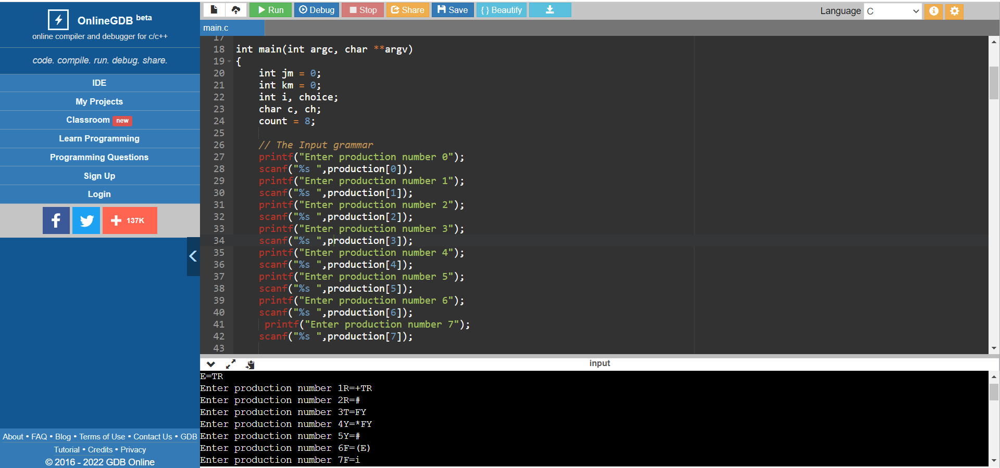 OnlineGDB beta
online compiler and debugger for c/c++
code. compile. run. debug. share.
IDE
My Projects
Classroom new
Learn Programming
Programming Questions
Sign Up
Login
137K
About • FAQ • Blog • Terms of Use • Contact Us • GDB
Tutorial • Credits • Privacy
© 2016 - 2022 GDB Online
Run Debug Stop Share Save { } Beautify Language C
main.c
17
18 int main(int argc, char **argv)
19 {
20 int jm = 0;
21 int km = 0;
22 int i, choice;
23 char c, ch;
24 count = 8;
25
26 // The Input grammar
27 printf("Enter production number 0");
28 scanf("%s ",production[0]);
29 printf("Enter production number 1");
30 scanf("%s ",production[1]);
31 printf("Enter production number 2");
32 scanf("%s ",production[2]);
33 printf("Enter production number 3");
34 scanf("%s ",production[3]);
35 printf("Enter production number 4");
36 scanf("%s ",production[4]);
37 printf("Enter production number 5");
38 scanf("%s ",production[5]);
39 printf("Enter production number 6");
40 scanf("%s ",production[6]);
41 printf("Enter production number 7");
42 scanf("%s ",production[7]);
43
input
E=TR
Enter production number 1R=+TR
Enter production number 2R=#
Enter production number 3T=FY
Enter production number 4Y=*FY
Enter production number 5Y=#
Enter production number 6F=(E)
Enter production number 7F=i